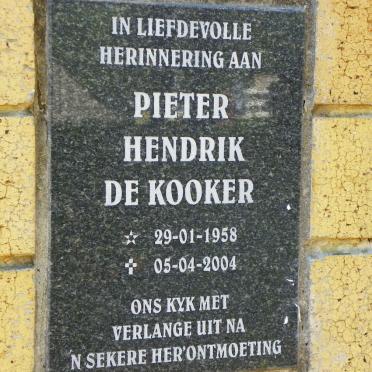 IN LIEFDEVOLLE
HERINNERING AAN
PIETER
HENDRIK
DE KOOKER
☆ 29-01-1958
✝ 05-04-2004
ONS KYK MET
VERLANGE UIT NA
'N SEKERE HER'ONTMOETING